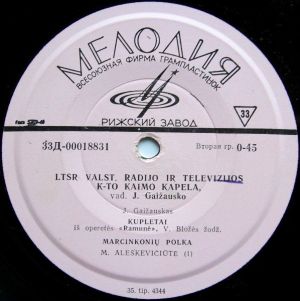 МЕЛОДИЯ
ВСЕСОЮЗНАЯ ФИРМА ГРАМПЛАСТИНОК
33
РИЖСКИЙ ЗАВОД
33Д-00018831
Вторая гр. 0-45
LTSR VALST. RADIJO IR TELEVIZIJOS
K-TO KAIMO KAPELA,
vad. J. Gaižausko
J. Gaižauskas
KUPLETAI
iš operetės «Ramunė», V. Bložės žodž.
MARCINKONIŲ POLKA
M. ALESKEVIČIŪTĖ (1)
35. tip. 4344